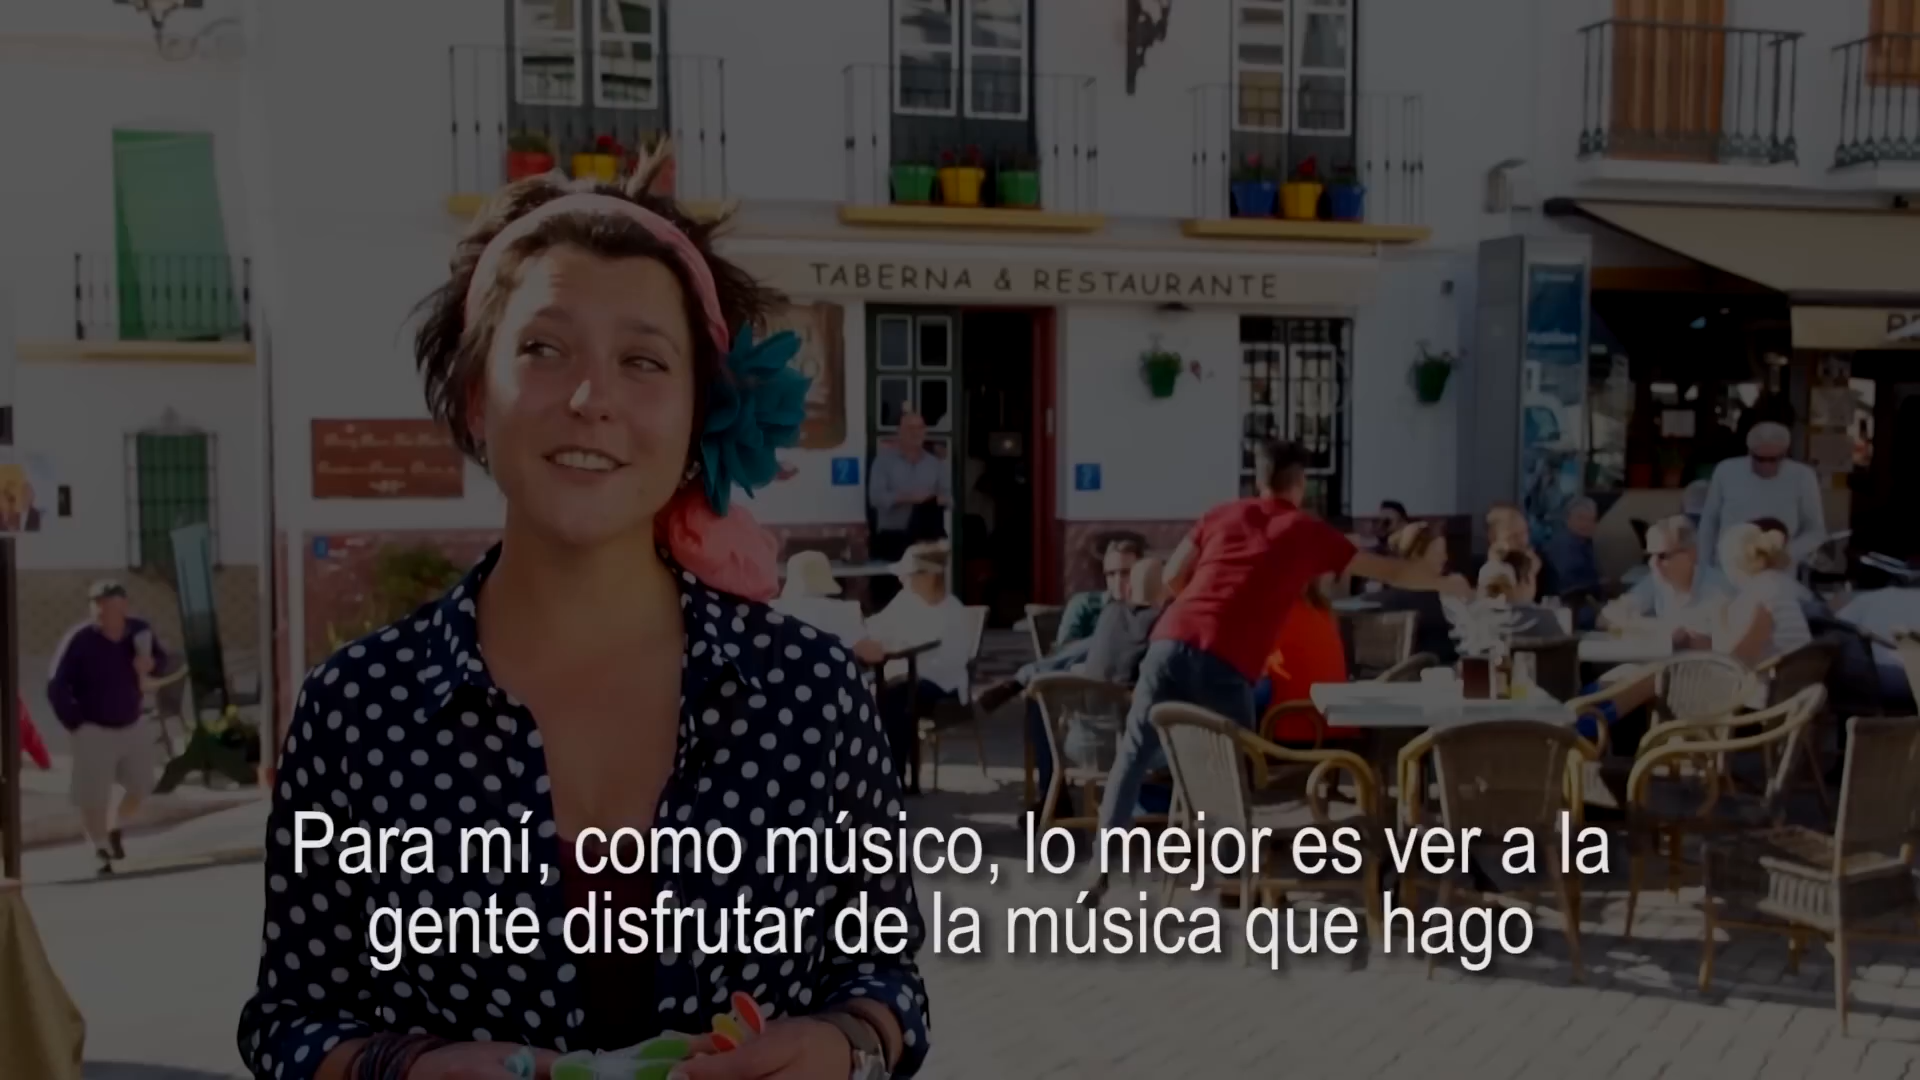 TABERNA & RESTAURANTE
Para mí, como músico, lo mejor es ver a la
gente disfrutar de la música que hago